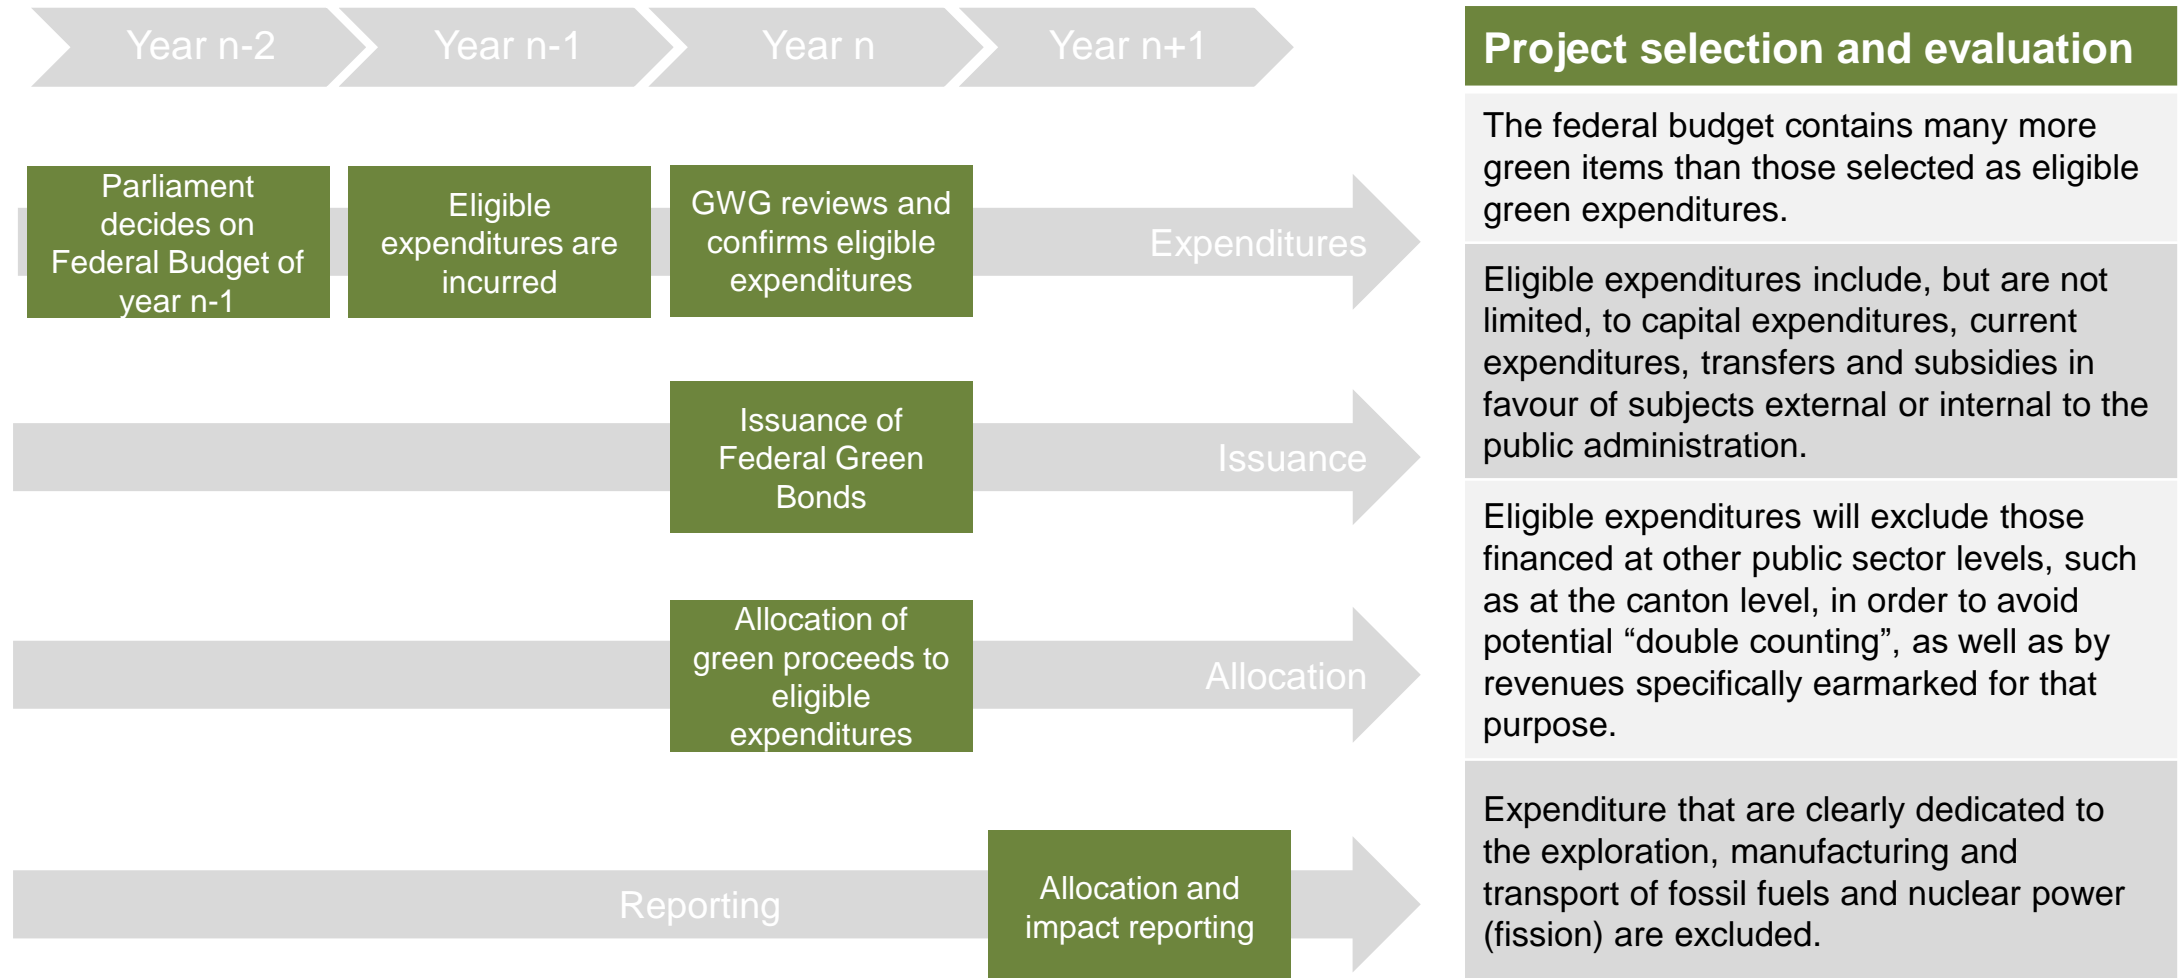 Year n-2
Year n-1
Year n
Year n+1
Parliament
decides on
Federal Budget of
year n-1
Eligible
expenditures are
incurred
GWG reviews and
confirms eligible
expenditures
Expenditures
Issuance of
Federal Green
Bonds
Issuance
Allocation of
green proceeds to
eligible
expenditures
Allocation
Reporting
Allocation and
impact reporting
Project selection and evaluation
The federal budget contains many more
green items than those selected as eligible
green expenditures.
Eligible expenditures include, but are not
limited, to capital expenditures, current
expenditures, transfers and subsidies in
favour of subjects external or internal to the
public administration.
Eligible expenditures will exclude those
financed at other public sector levels, such
as at the canton level, in order to avoid
potential “double counting”, as well as by
revenues specifically earmarked for that
purpose.
Expenditure that are clearly dedicated to
the exploration, manufacturing and
transport of fossil fuels and nuclear power
(fission) are excluded.